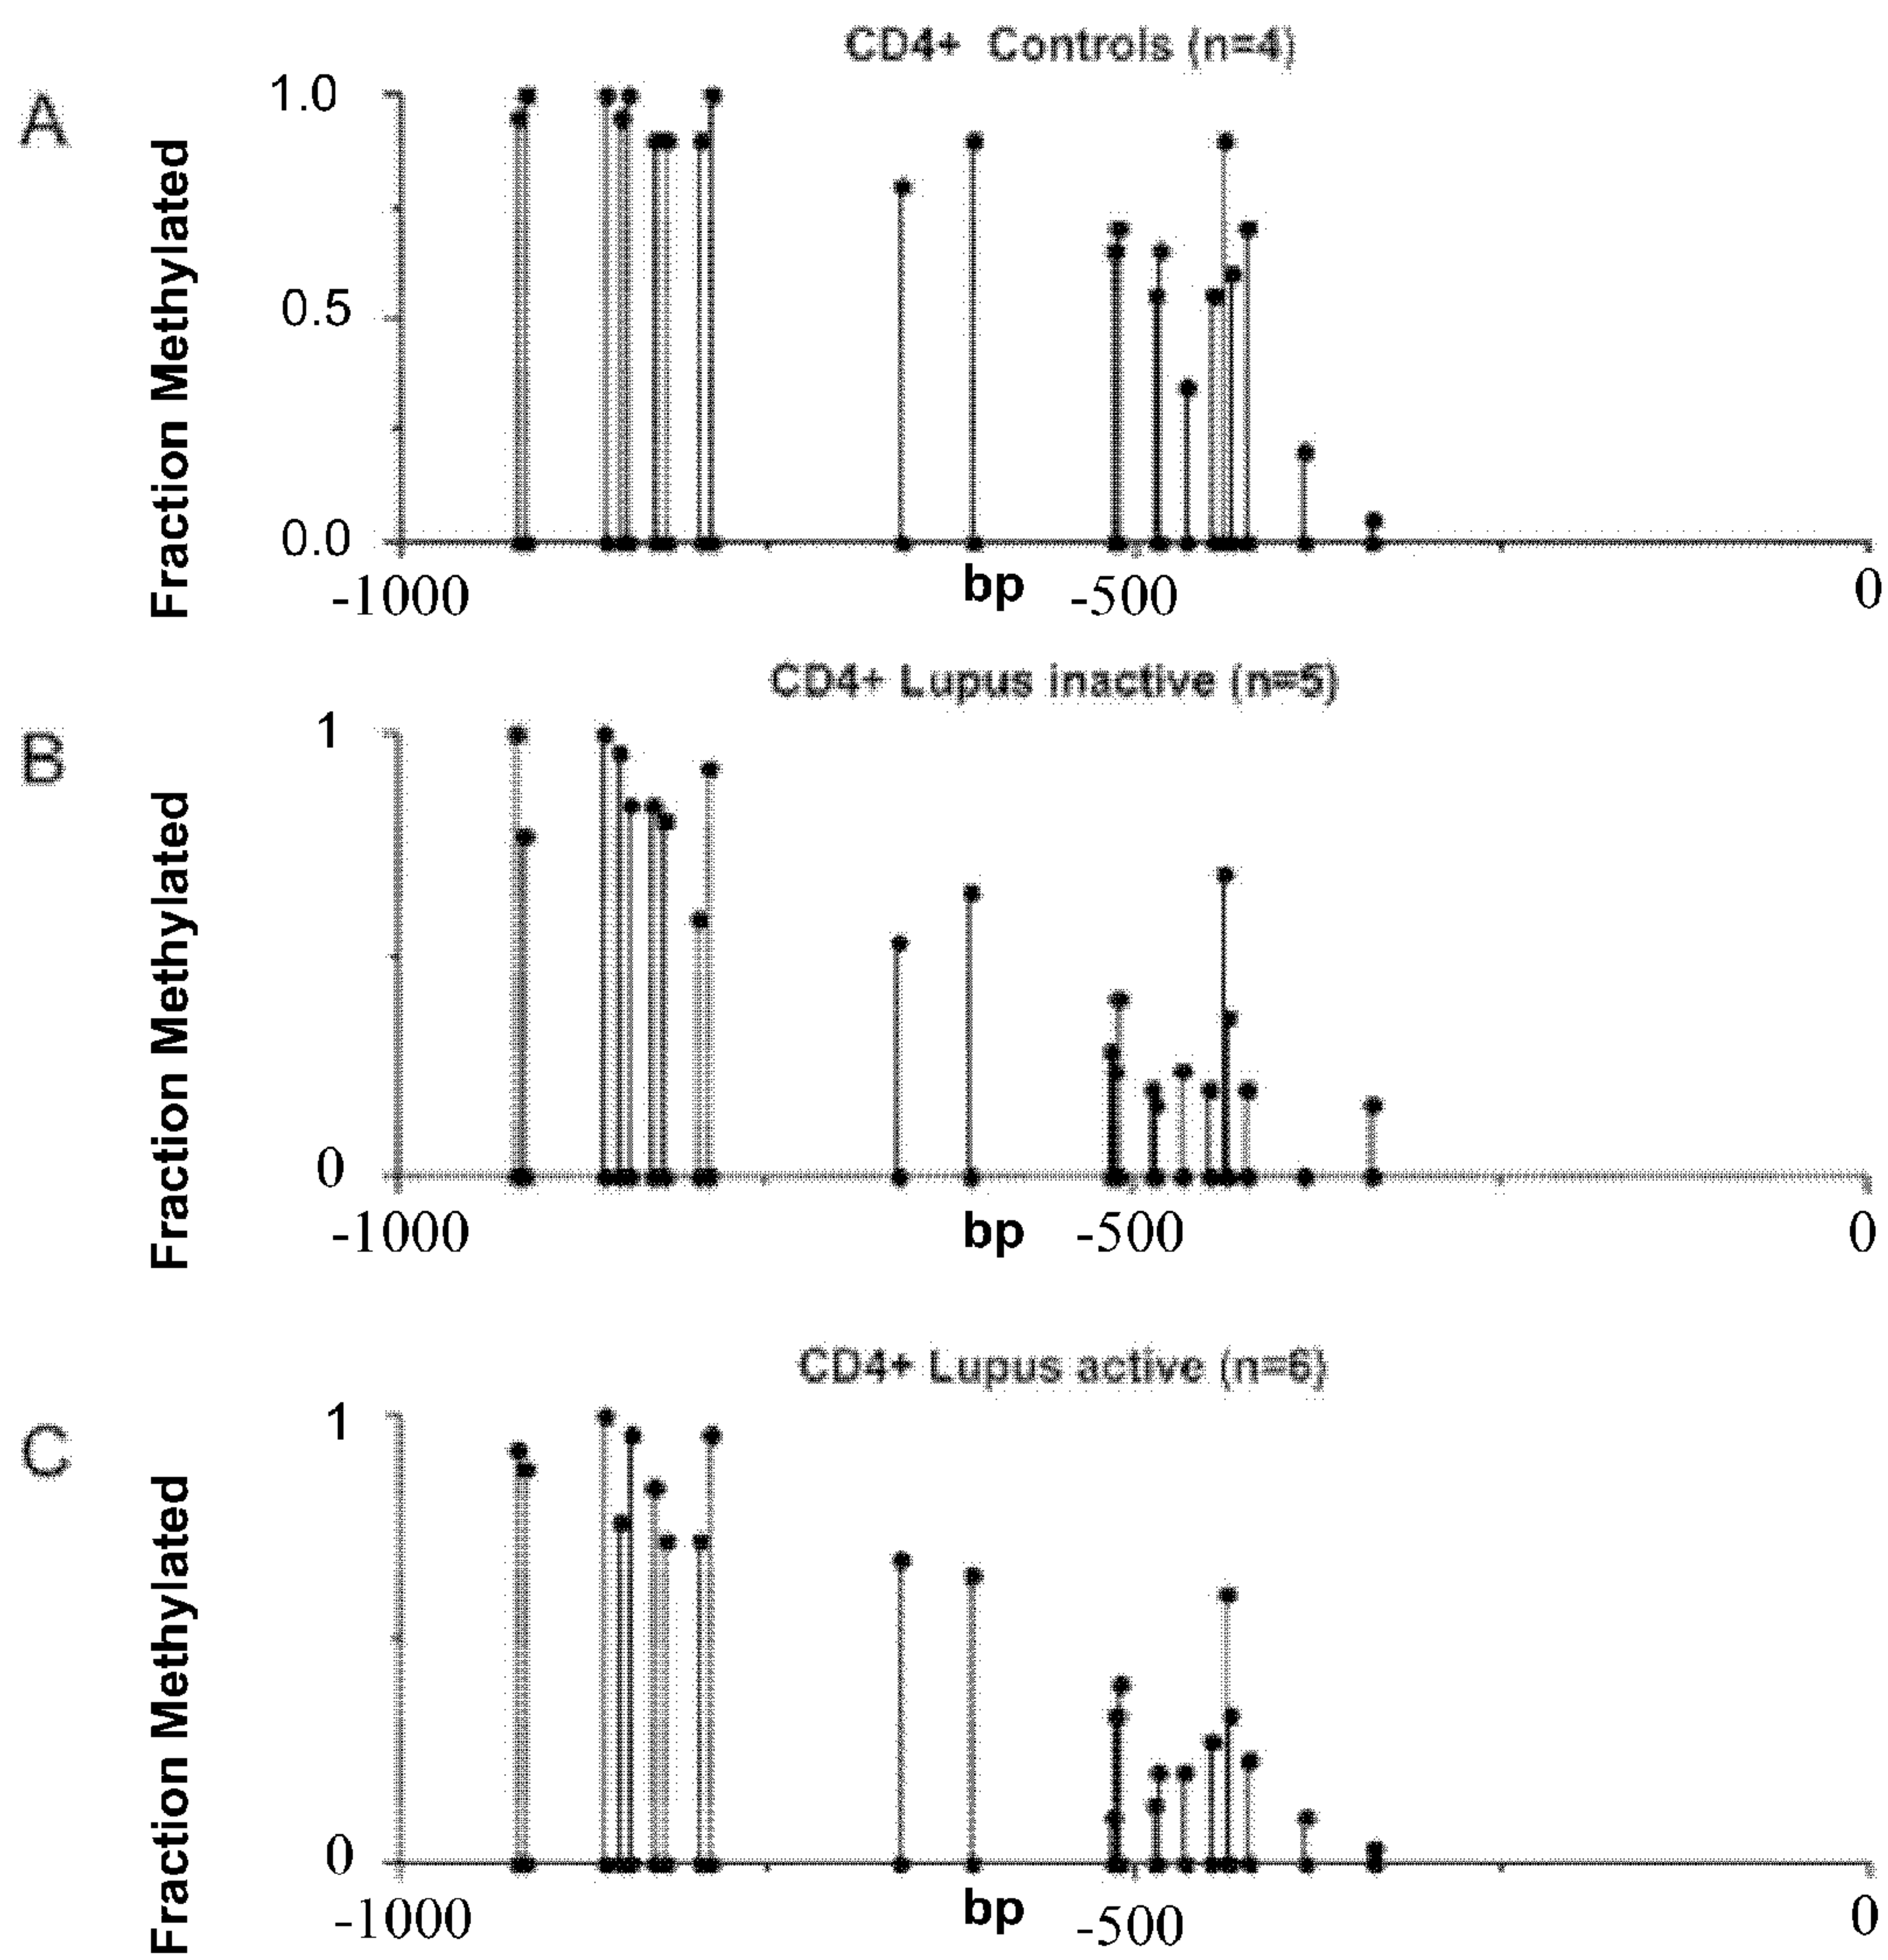 A
CD4+ Controls (n=4)
Fraction Methylated
1.0
0.5
0.0
-1000
bp
-500
0
B
CD4+ Lupus inactive (n=5)
Fraction Methylated
1
0
-1000
bp
-500
0
C
CD4+ Lupus active (n=6)
Fraction Methylated
1
0
-1000
bp
-500
0